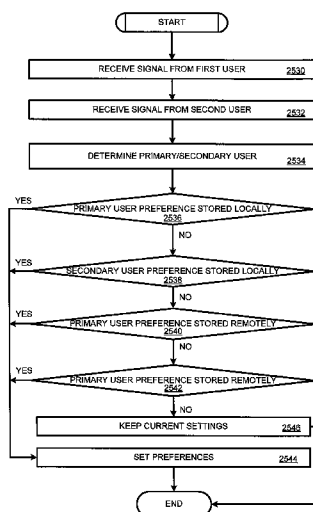 START
RECEIVE SIGNAL FROM FIRST USER 2530
RECEIVE SIGNAL FROM SECOND USER 2532
DETERMINE PRIMARY/SECONDARY USER 2534
YES
PRIMARY USER PREFERENCE STORED LOCALLY
2536
NO
YES
SECONDARY USER PREFERENCE STORED LOCALLY
2538
NO
YES
PRIMARY USER PREFERENCE STORED REMOTELY
2540
NO
YES
PRIMARY USER PREFERENCE STORED REMOTELY
2542
NO
KEEP CURRENT SETTINGS 2546
SET PREFERENCES 2544
END